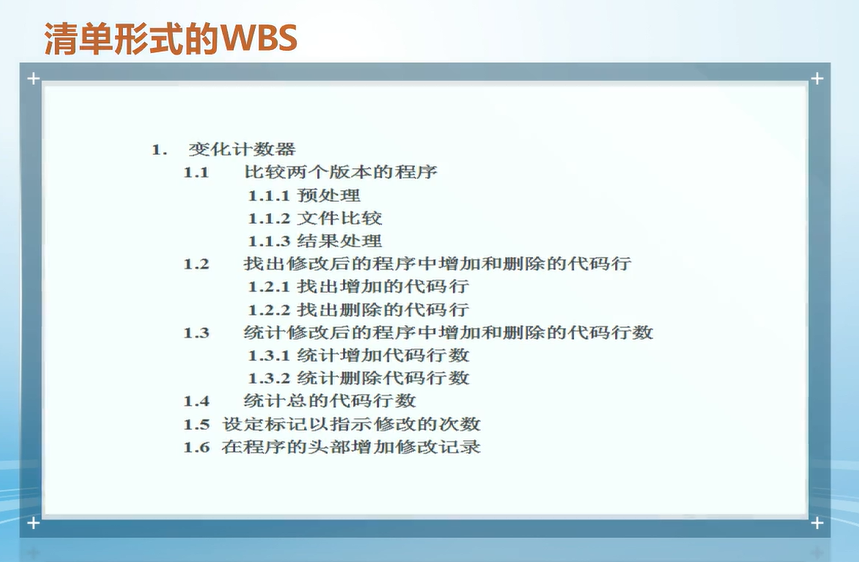 清单形式的WBS
1. 变化计数器
1.1 比较两个版本的程序
1.1.1 预处理
1.1.2 文件比较
1.1.3 结果处理
1.2 找出修改后的程序中增加和删除的代码行
1.2.1 找出增加的代码行
1.2.2 找出删除的代码行
1.3 统计修改后的程序中增加和删除的代码行数
1.3.1 统计增加代码行数
1.3.2 统计删除代码行数
1.4 统计总的代码行数
1.5 设定标记以指示修改的次数
1.6 在程序的头部增加修改记录